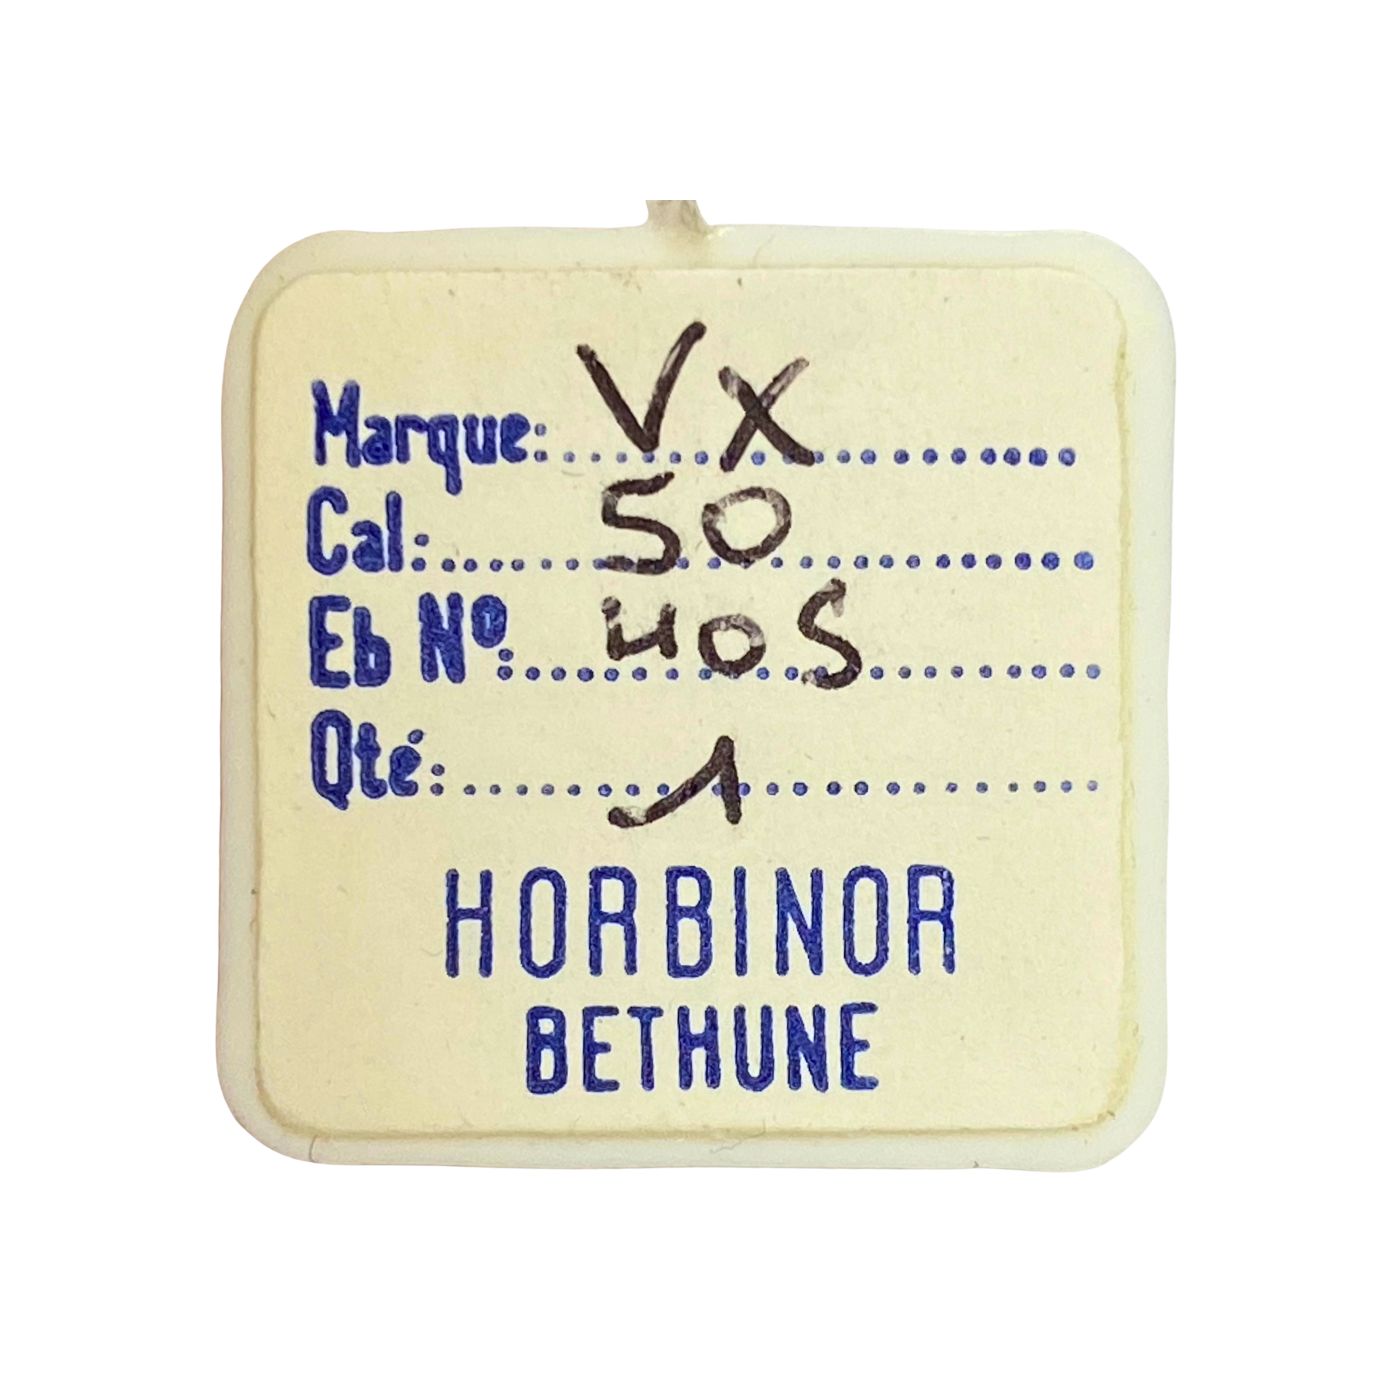 Marque: VX
Cal: 50
Eb Nº: 405
Qté: 1
HORBINOR
BETHUNE